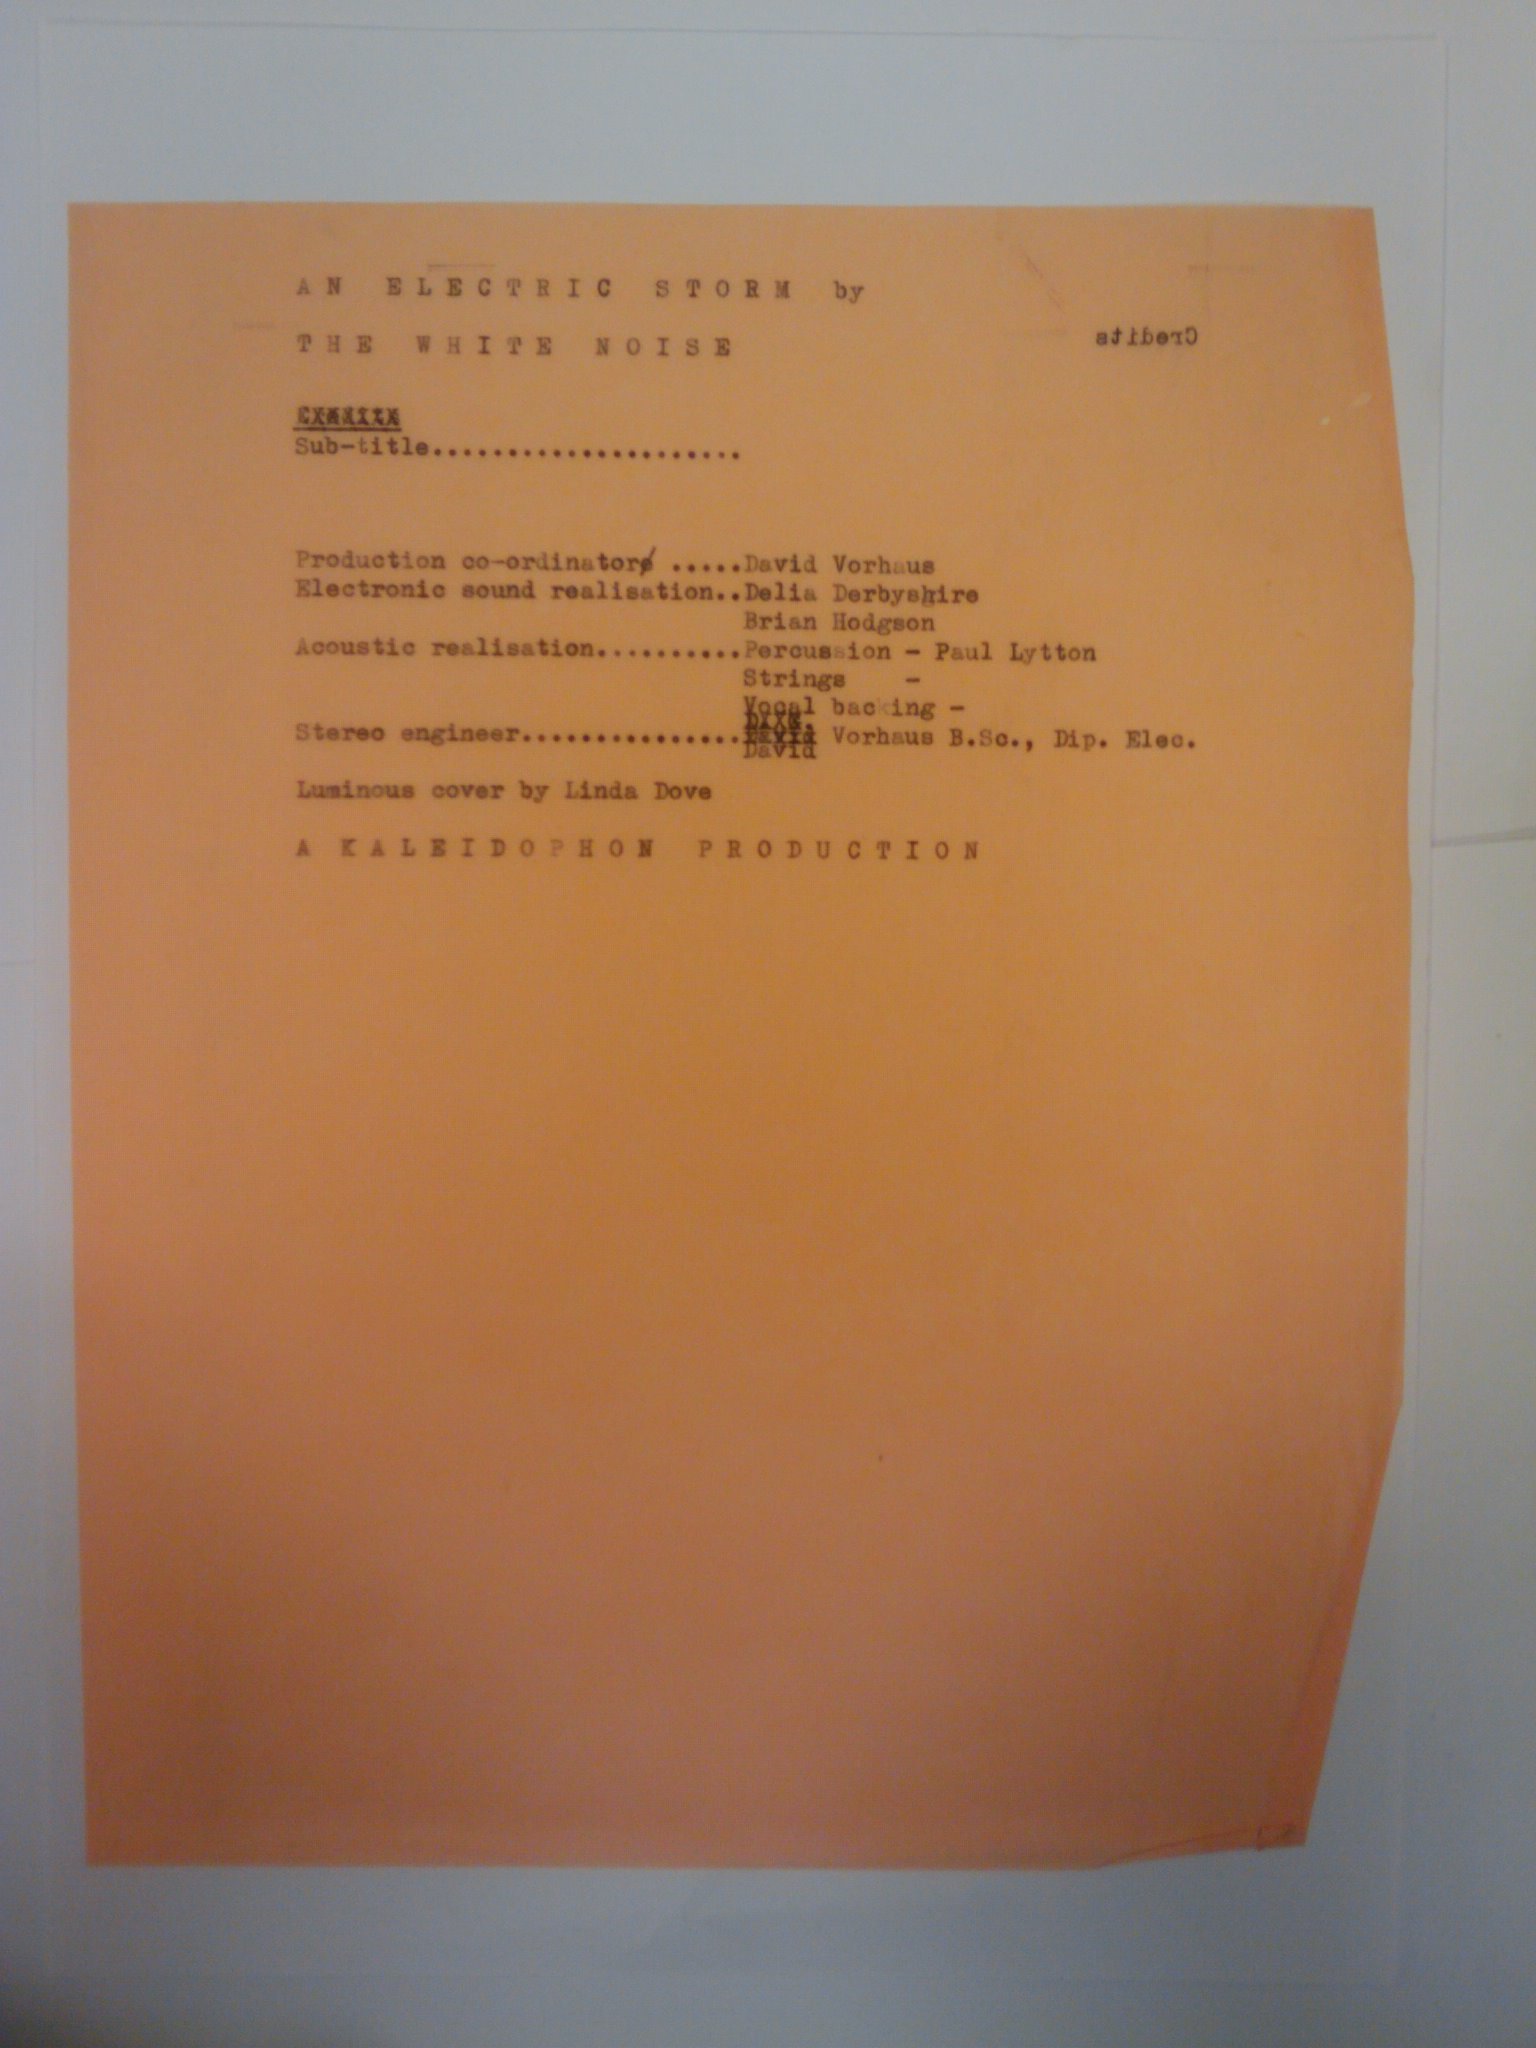 AN ELECTRIC STORM by
THE WHITE NOISE
Credits
Sub-title.....................
Production co-ordinators .....David Vorhaus
Electronic sound realisation..Delia Derbyshire
Brian Hodgson
Acoustic realisation..........Percussion - Paul Lytton
Strings -
Vocal backing -
Stereo engineer...............David Vorhaus B.Sc., Dip. Elec.
David
Luminous cover by Linda Dove
A KALEIDOPHON PRODUCTION